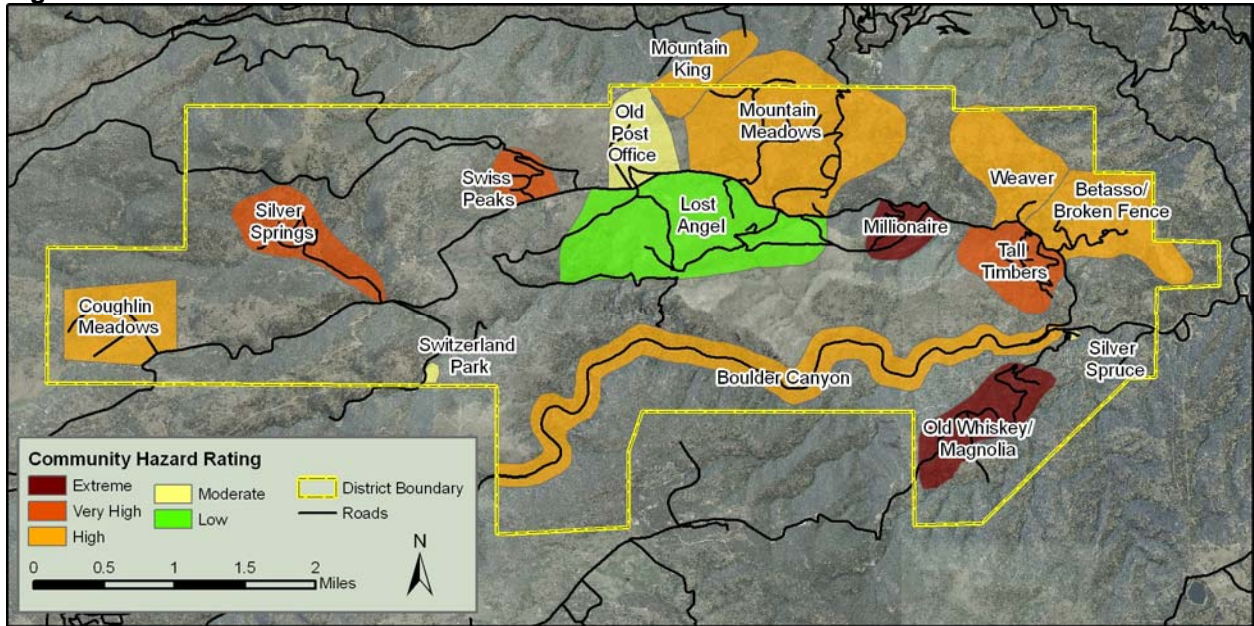 Mountain
King
Old
Post
Office
Mountain
Meadows
Swiss
Peaks
Weaver
Betasso/
Broken Fence
Silver
Springs
Lost
Angel
Millionaire
Tall
Timbers
Coughlin
Meadows
Switzerland
Park
Boulder Canyon
Silver
Spruce
Old Whiskey/
Magnolia
Community Hazard Rating
Extreme
Very High
High
Moderate
Low
District Boundary
Roads
N
0 0.5 1 1.5 2
Miles